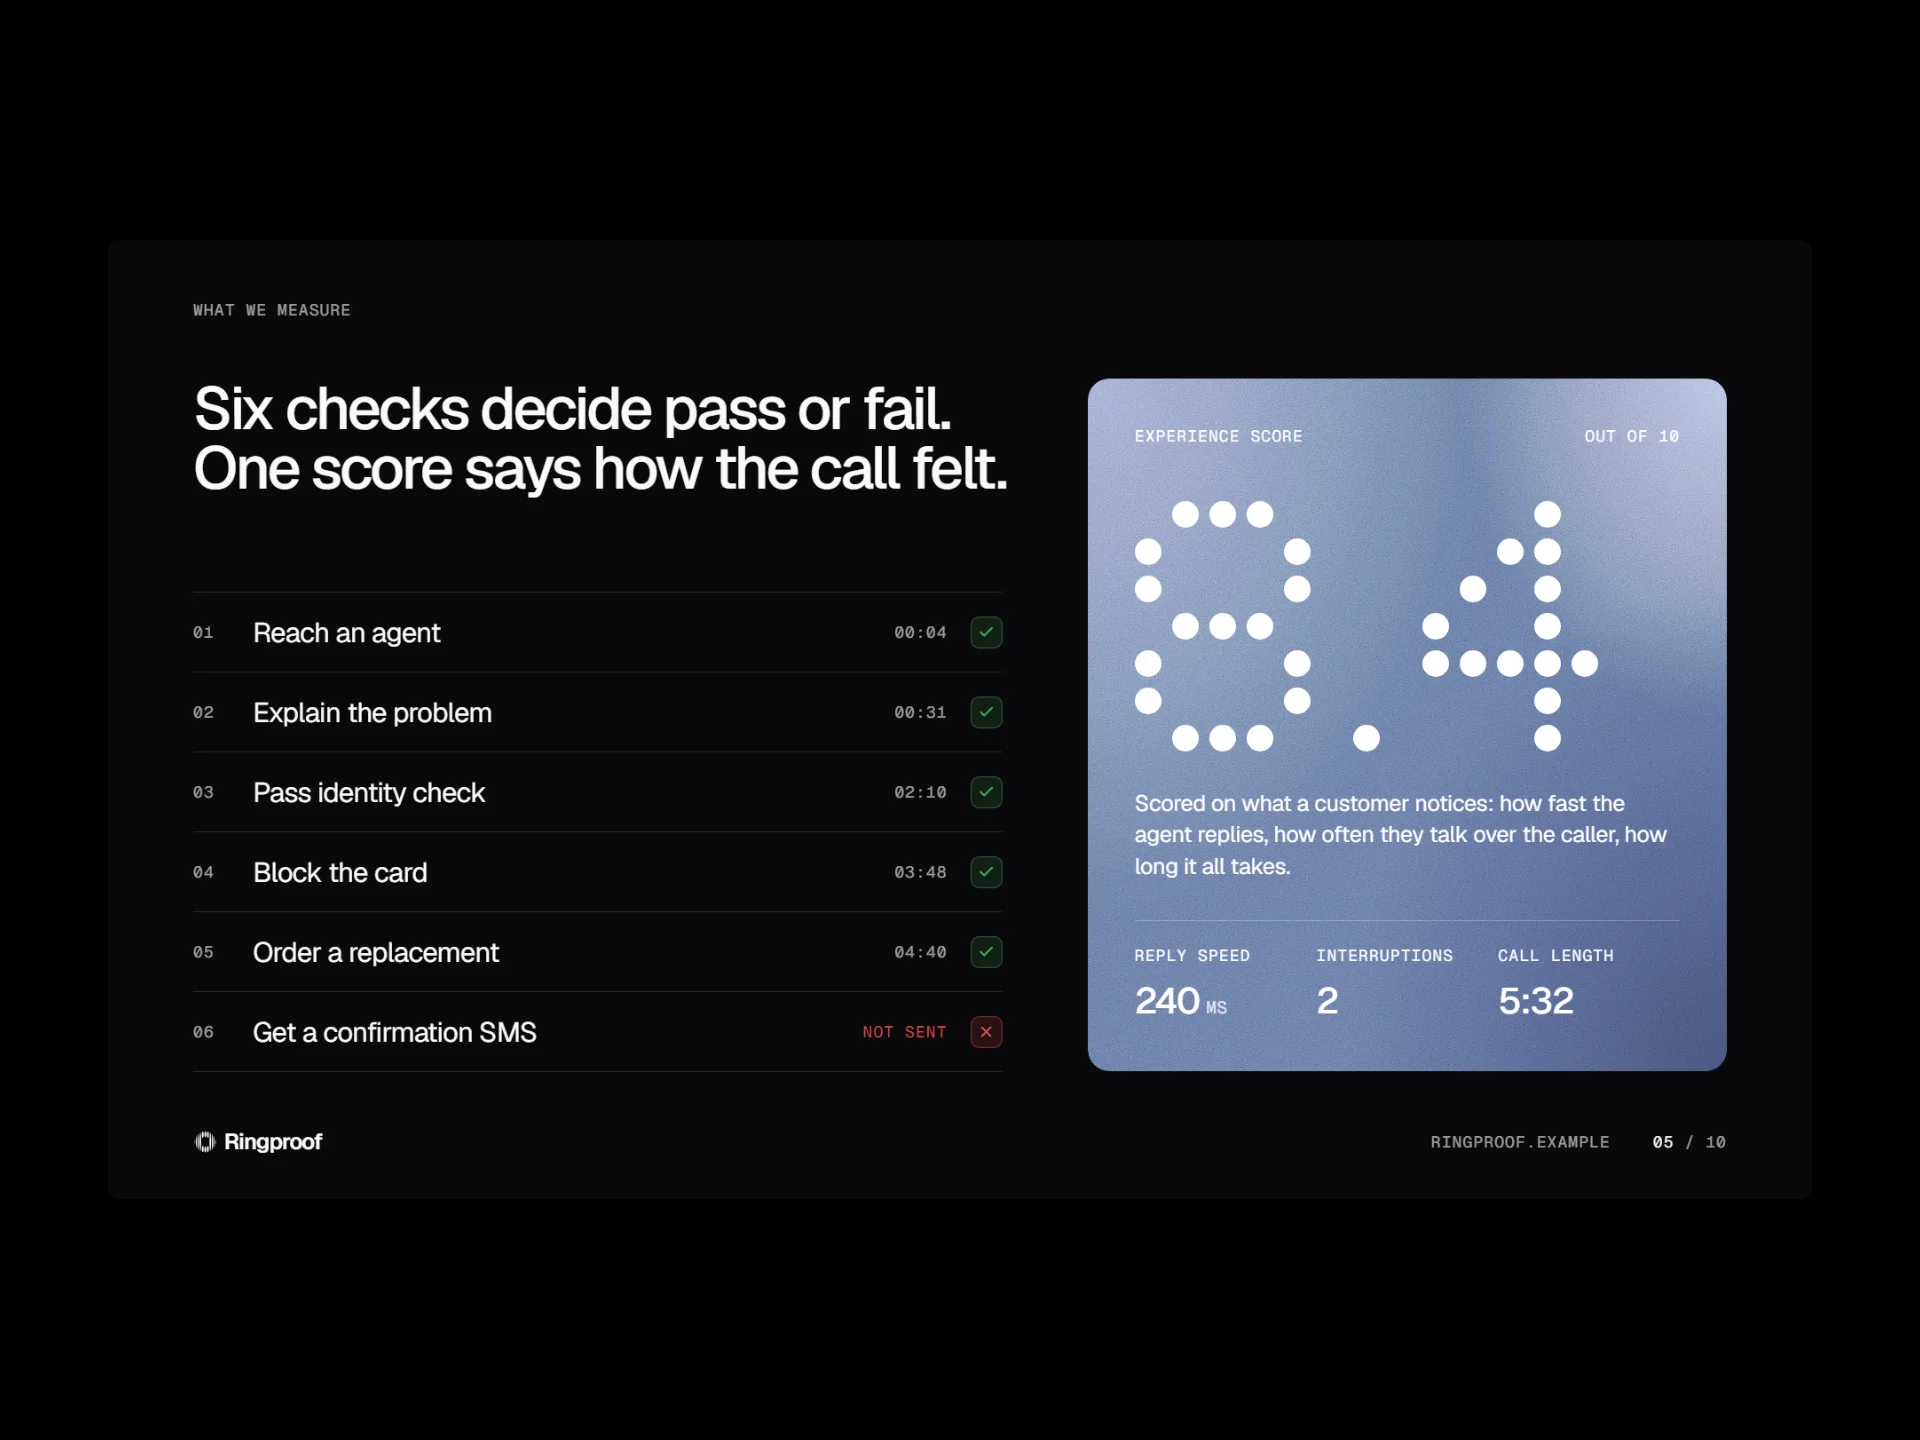 WHAT WE MEASURE
Six checks decide pass or fail.
One score says how the call felt.
01 Reach an agent 00:04
02 Explain the problem 00:31
03 Pass identity check 02:10
04 Block the card 03:48
05 Order a replacement 04:40
06 Get a confirmation SMS NOT SENT
EXPERIENCE SCORE OUT OF 10
8.4
Scored on what a customer notices: how fast the
agent replies, how often they talk over the caller, how
long it all takes.
REPLY SPEED INTERRUPTIONS CALL LENGTH
240 MS 2 5:32
Ringproof
RINGPROOF.EXAMPLE 05 / 10